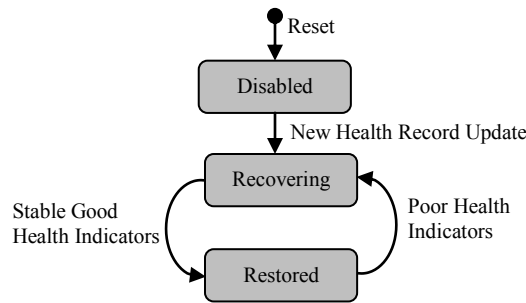 Reset
Disabled
New Health Record Update
Recovering
Stable Good
Health Indicators
Poor Health
Indicators
Restored